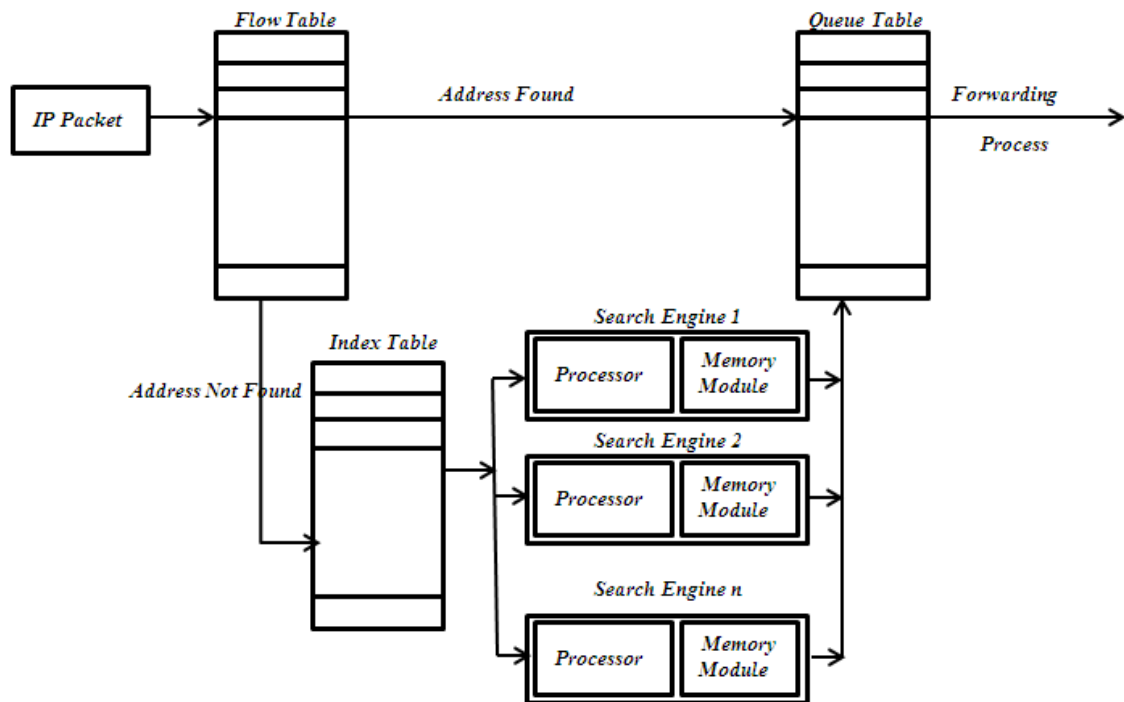 Flow Table
Queue Table
IP Packet
Address Found
Forwarding
Process
Address Not Found
Index Table
Search Engine 1
Processor
Memory
Module
Search Engine 2
Processor
Memory
Module
Search Engine n
Processor
Memory
Module